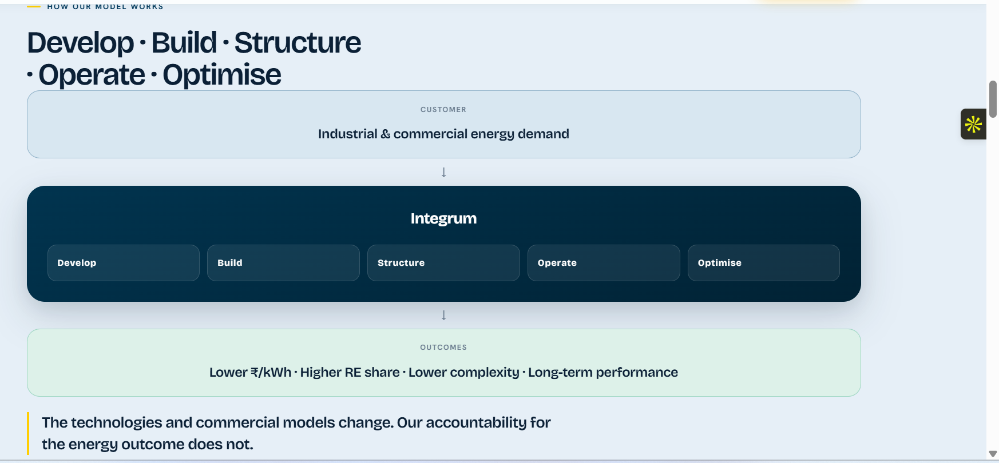 HOW OUR MODEL WORKS
Develop · Build · Structure
· Operate · Optimise
CUSTOMER
Industrial & commercial energy demand
↓
Integrum
Develop
Build
Structure
Operate
Optimise
↓
OUTCOMES
Lower ₹/kWh · Higher RE share · Lower complexity · Long-term performance
The technologies and commercial models change. Our accountability for
the energy outcome does not.